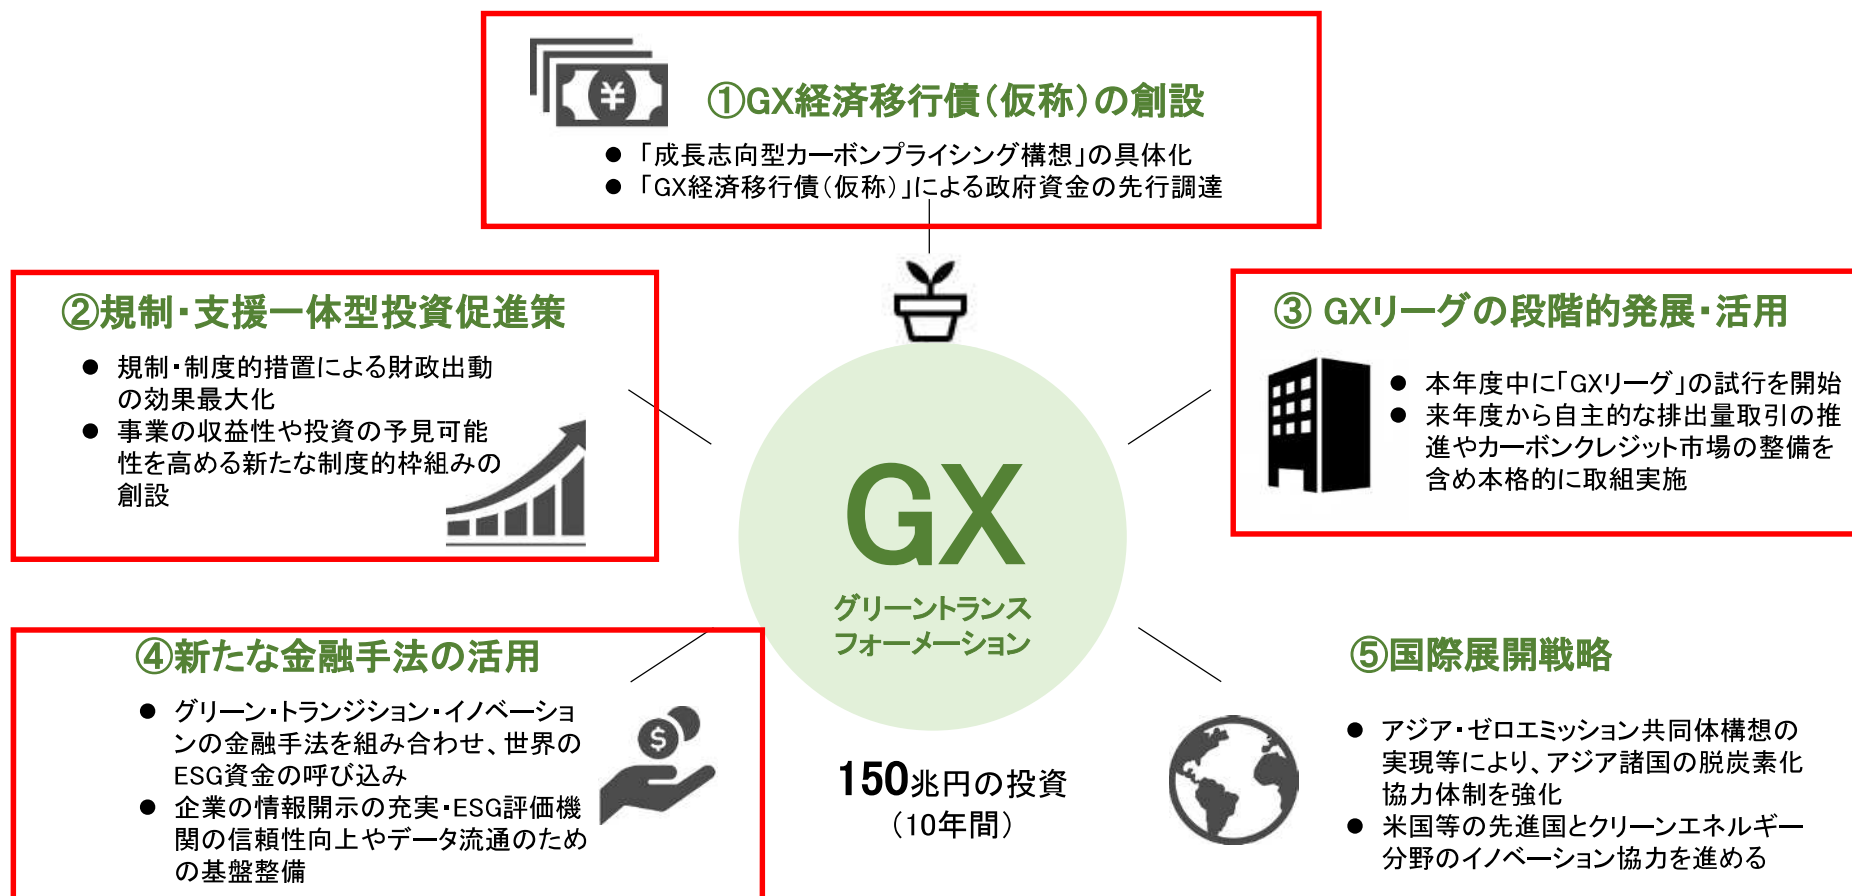 ①GX経済移行債(仮称)の創設
● 「成長志向型カーボンプライシング構想」の具体化
● 「GX経済移行債(仮称)」による政府資金の先行調達
②規制・支援一体型投資促進策
● 規制・制度的措置による財政出動
の効果最大化
● 事業の収益性や投資の予見可能
性を高める新たな制度的枠組みの
創設
③ GXリーグの段階的発展・活用
● 本年度中に「GXリーグ」の試行を開始
● 来年度から自主的な排出量取引の推
進やカーボンクレジット市場の整備を
含め本格的に取組実施
GX
グリーントランス
フォーメーション
150兆円の投資
(10年間)
④新たな金融手法の活用
● グリーン・トランジション・イノベーショ
ンの金融手法を組み合わせ、世界の
ESG資金の呼び込み
● 企業の情報開示の充実・ESG評価機
関の信頼性向上やデータ流通のため
の基盤整備
⑤国際展開戦略
● アジア・ゼロエミッション共同体構想の
実現等により、アジア諸国の脱炭素化
協力体制を強化
● 米国等の先進国とクリーンエネルギー
分野のイノベーション協力を進める